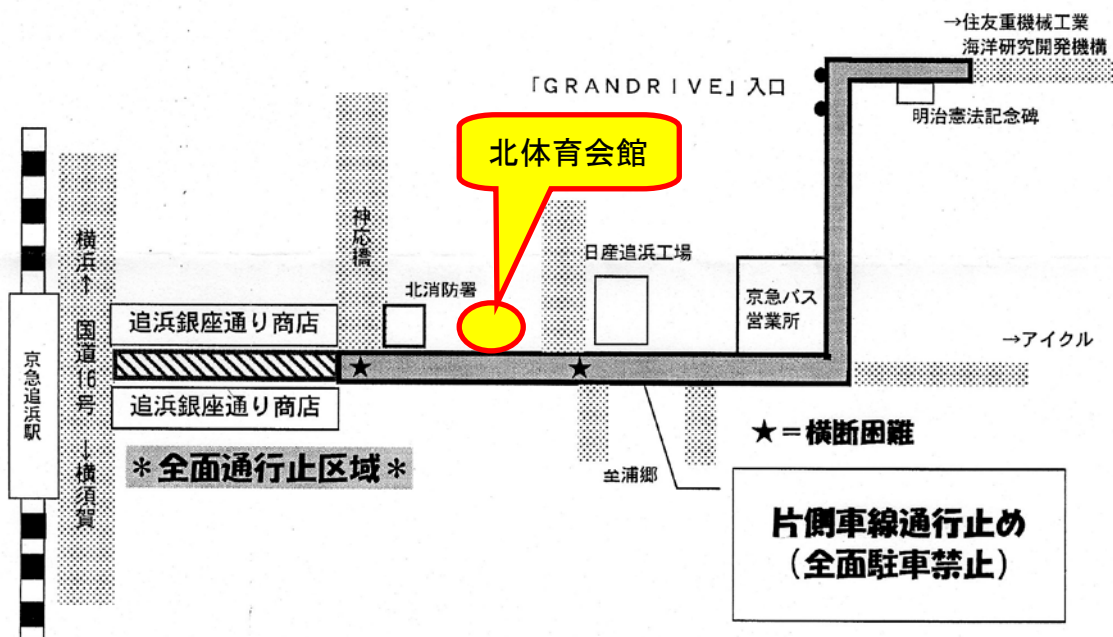 →住友重機械工業
海洋研究開発機構
「GRANDRIVE」入口
明治憲法記念碑
北体育会館
神応橋
日産追浜工場
横浜↑ 国道16号 ↓横須賀
北消防署
京急バス
営業所
追浜銀座通り商店
→アイクル
京急追浜駅
追浜銀座通り商店
★=横断困難
*全面通行止区域*
至浦郷
片側車線通行止め
(全面駐車禁止)